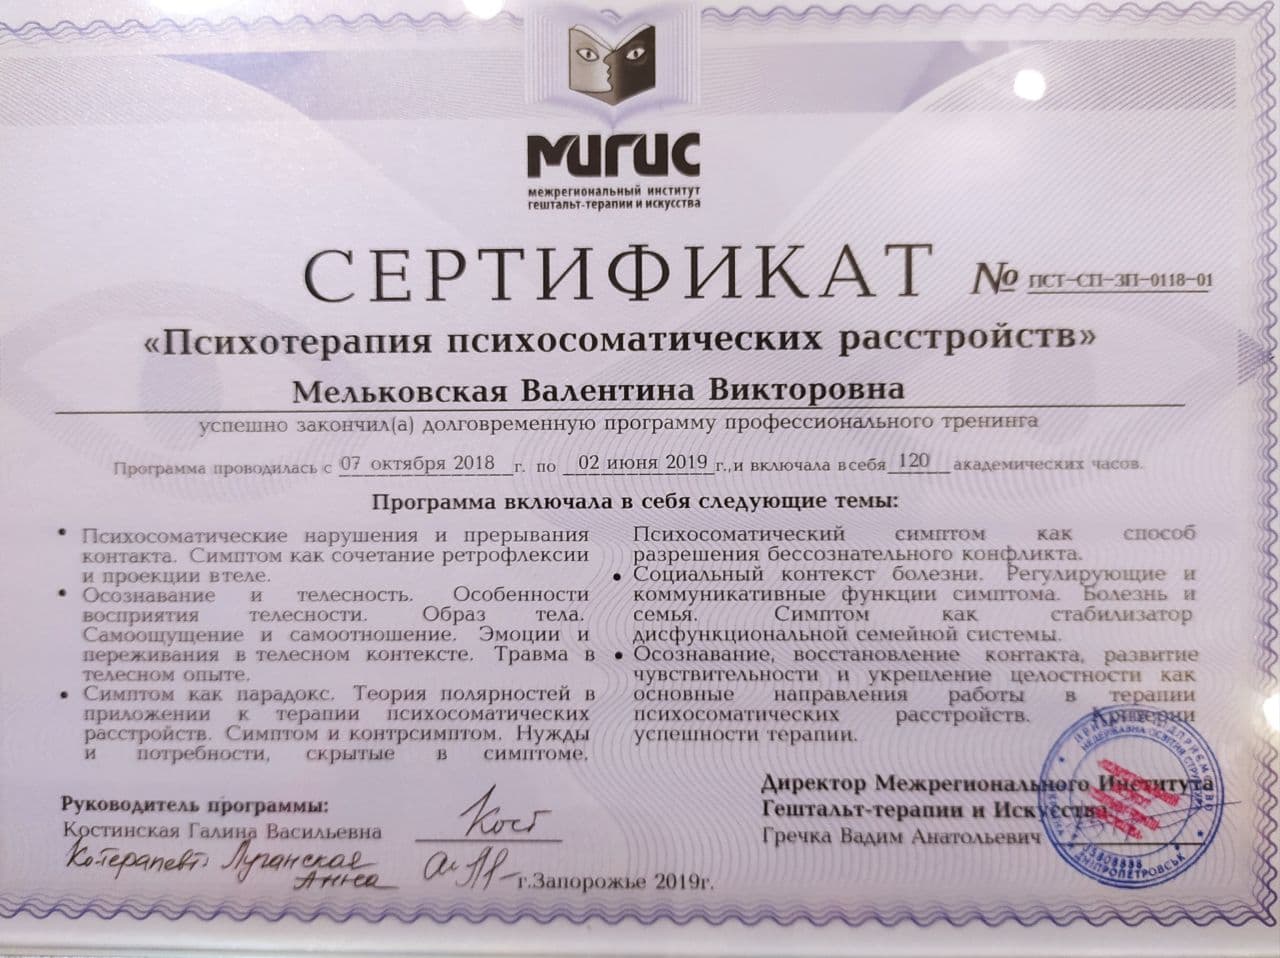 МИГИС
межрегиональный институт
гештальт-терапии и искусства
СЕРТИФИКАТ № ПСТ-СП-ЗП-0118-01
«Психотерапия психосоматических расстройств»
Мельковская Валентина Викторовна
успешно закончил(а) долговременную программу профессионального тренинга
Программа проводилась с 07 октября 2018 г. по 02 июня 2019 г., и включала в себя 120 академических часов.
Программа включала в себя следующие темы:
• Психосоматические нарушения и прерывания
контакта. Симптом как сочетание ретрофлексии
и проекции в теле.
• Осознавание и телесность. Особенности
восприятия телесности. Образ тела.
Самоощущение и самоотношение. Эмоции и
переживания в телесном контексте. Травма в
телесном опыте.
• Симптом как парадокс. Теория полярностей в
приложении к терапии психосоматических
расстройств. Симптом и контрсимптом. Нужды
и потребности, скрытые в симптоме.
Психосоматический симптом как способ
разрешения бессознательного конфликта.
• Социальный контекст болезни. Регулирующие и
коммуникативные функции симптома. Болезнь и
семья. Симптом как стабилизатор
дисфункциональной семейной системы.
• Осознавание, восстановление контакта, развитие
чувствительности и укрепление целостности как
основные направления работы в терапии
психосоматических расстройств. Критерии
успешности терапии.
Руководитель программы:
Костинская Галина Васильевна
Кост
Котерапевт: Луганская
Анна
г.Запорожье 2019г.
Директор Межрегионального Института
Гештальт-терапии и Искусства
Гречка Вадим Анатольевич
ДНІПРОПЕТРОВСЬК